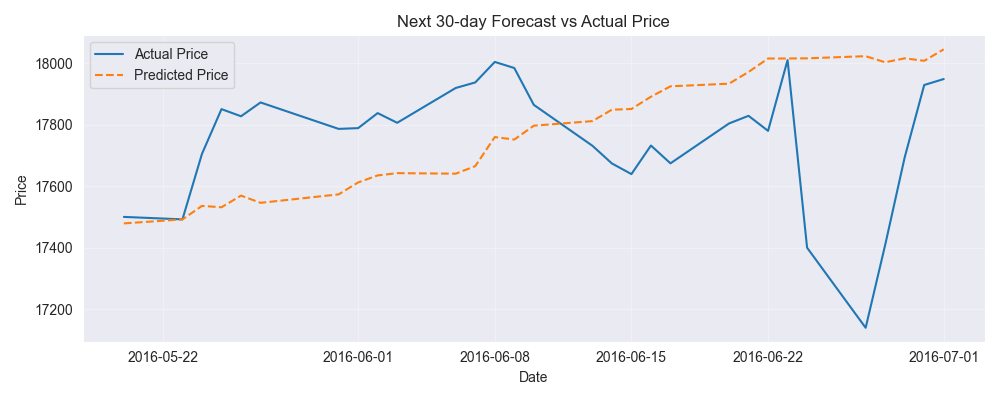 Next 30-day Forecast vs Actual Price
Actual Price
Predicted Price
Price
18000
17800
17600
17400
17200
2016-05-22
2016-06-01
2016-06-08
2016-06-15
2016-06-22
2016-07-01
Date